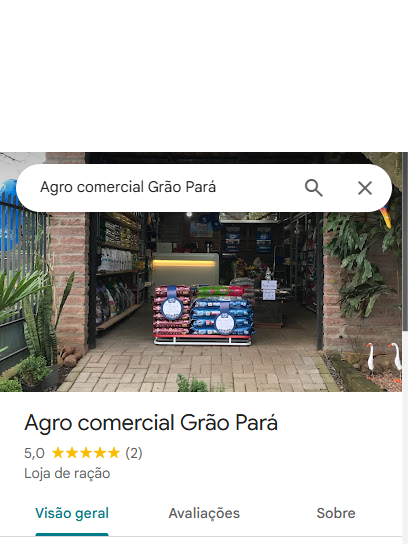 Agro comercial Grão Pará
Agro comercial Grão Pará
5,0 ★★★★★ (2)
Loja de ração
Visão geral Avaliações Sobre